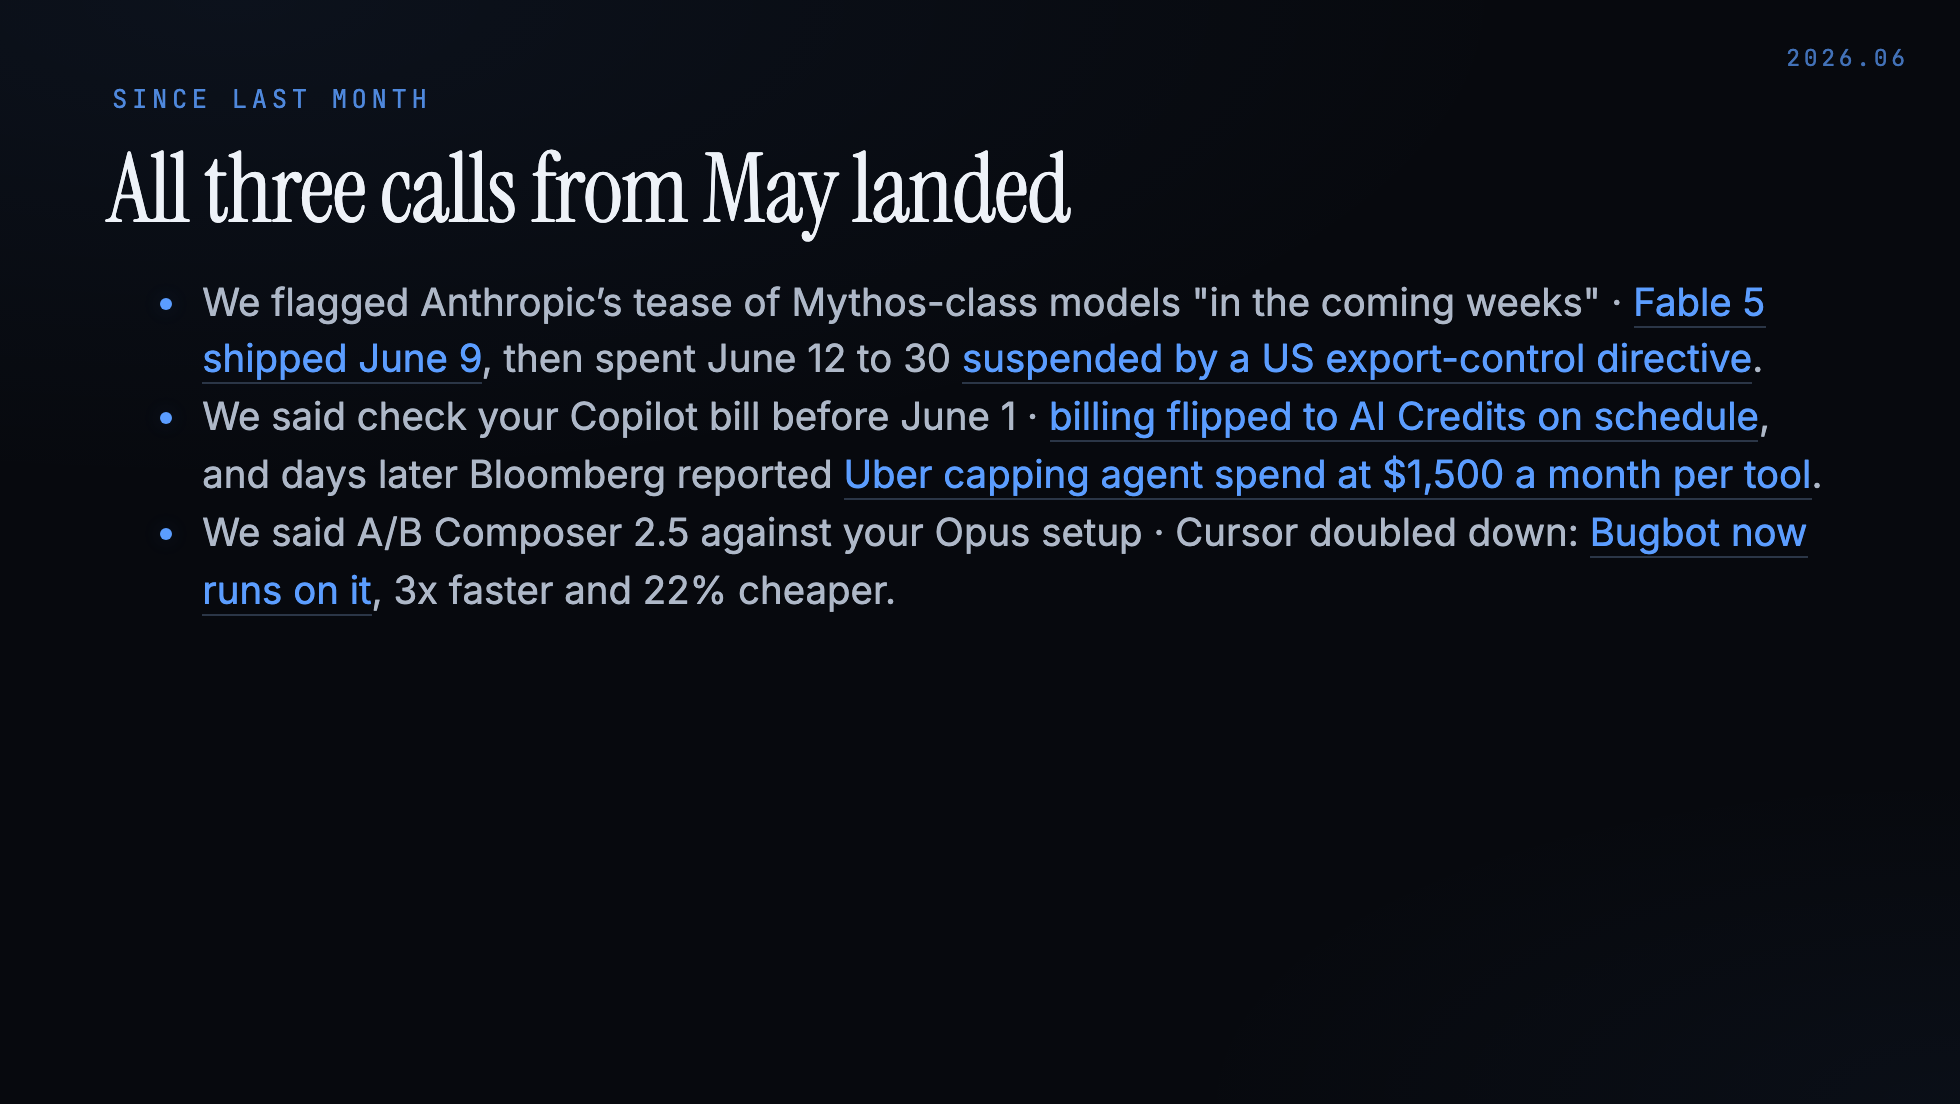 2026.06
SINCE LAST MONTH
All three calls from May landed
• We flagged Anthropic’s tease of Mythos-class models "in the coming weeks" · Fable 5
shipped June 9, then spent June 12 to 30 suspended by a US export-control directive.
• We said check your Copilot bill before June 1 · billing flipped to AI Credits on schedule,
and days later Bloomberg reported Uber capping agent spend at $1,500 a month per tool.
• We said A/B Composer 2.5 against your Opus setup · Cursor doubled down: Bugbot now
runs on it, 3x faster and 22% cheaper.